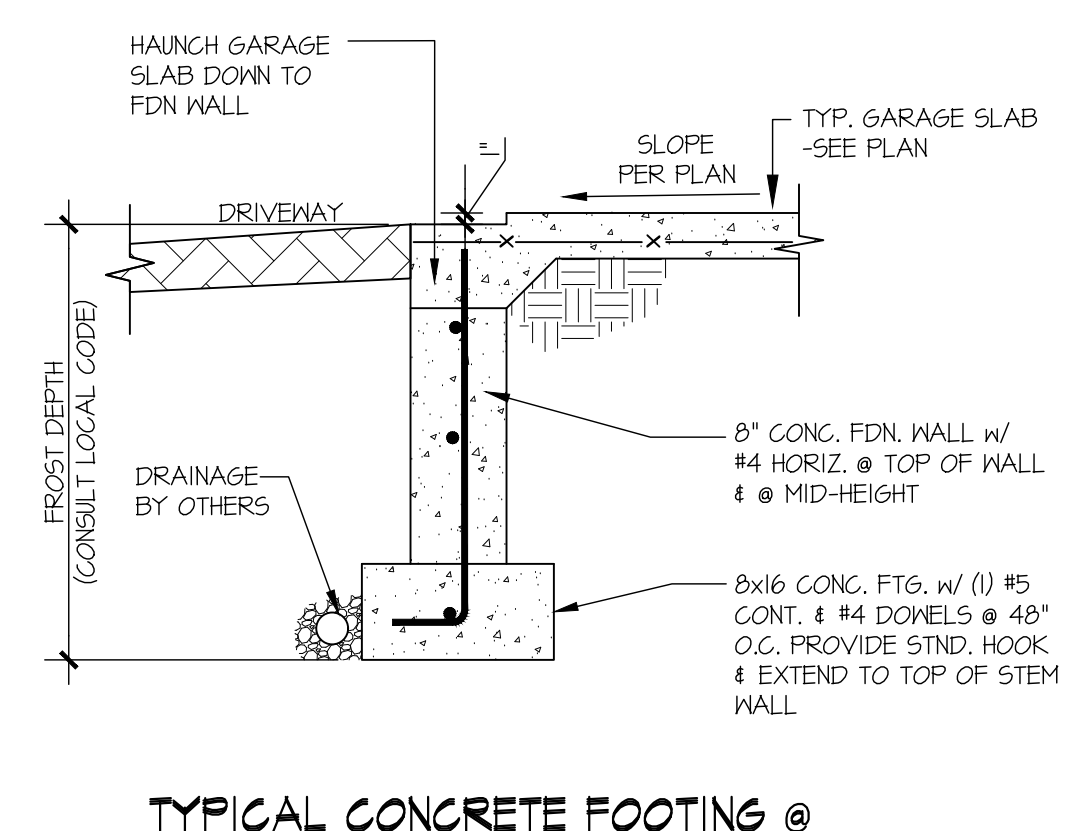 HAUNCH GARAGE
SLAB DOWN TO
FDN WALL
TYP. GARAGE SLAB
-SEE PLAN
SLOPE
PER PLAN
DRIVEWAY
FROST DEPTH
(CONSULT LOCAL CODE)
8" CONC. FDN. WALL w/
#4 HORIZ. @ TOP OF WALL
& @ MID-HEIGHT
DRAINAGE
BY OTHERS
8x16 CONC. FTG. w/ (1) #5
CONT. & #4 DOWELS @ 48"
O.C. PROVIDE STND. HOOK
& EXTEND TO TOP OF STEM
WALL
TYPICAL CONCRETE FOOTING @